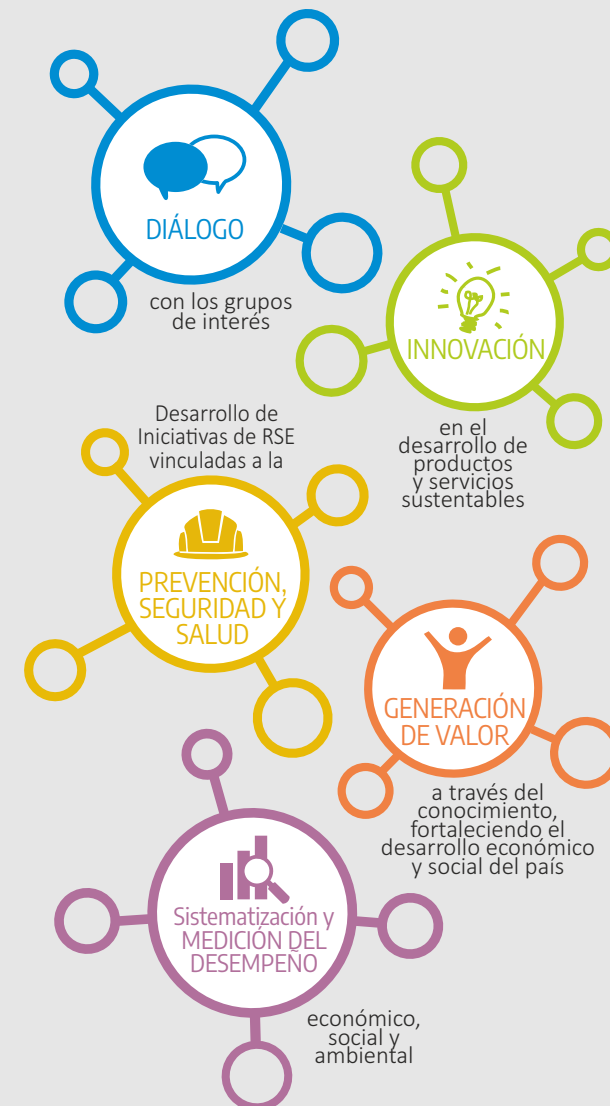 DIÁLOGO
con los grupos
de interés
INNOVACIÓN
en el
desarrollo de
productos
y servicios
sustentables
Desarrollo de
Iniciativas de RSE
vinculadas a la
PREVENCIÓN,
SEGURIDAD Y
SALUD
GENERACIÓN
DE VALOR
a través del
conocimiento,
fortaleciendo el
desarrollo económico
y social del país
Sistematización y
MEDICIÓN DEL
DESEMPEÑO
económico,
social y
ambiental